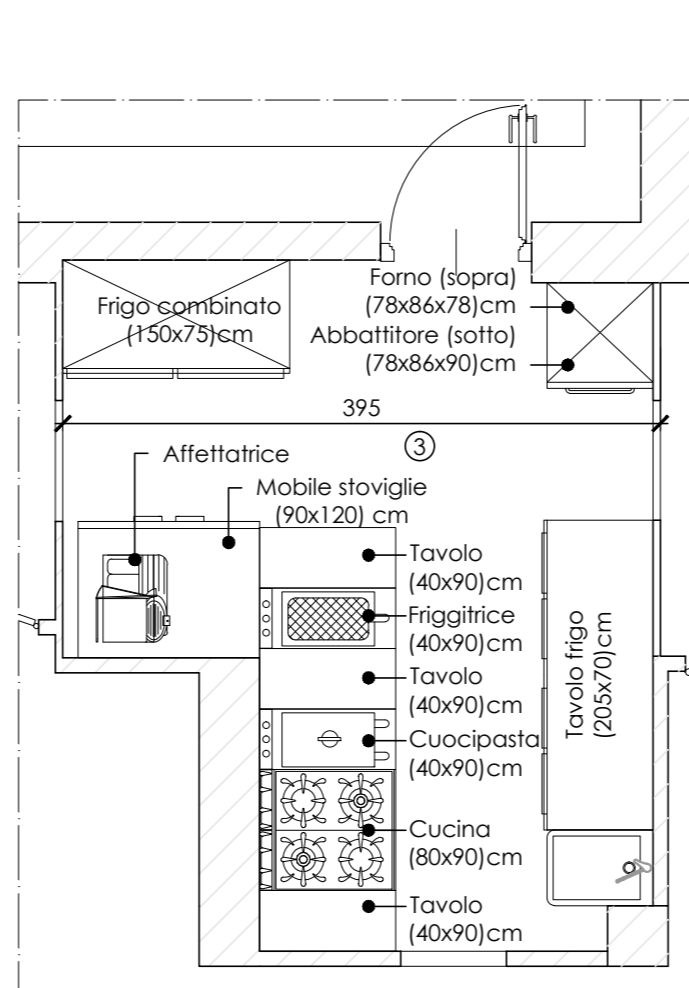 Forno (sopra)
(78x86x78)cm
Abbattitore (sotto)
(78x86x90)cm
Frigo combinato
(150x75)cm
395
3
Affettatrice
Mobile stoviglie
(90x120) cm
Tavolo
(40x90)cm
Friggitrice
(40x90)cm
Tavolo
(40x90)cm
Cuocipasta
(40x90)cm
Cucina
(80x90)cm
Tavolo
(40x90)cm
Tavolo frigo
(205x70)cm